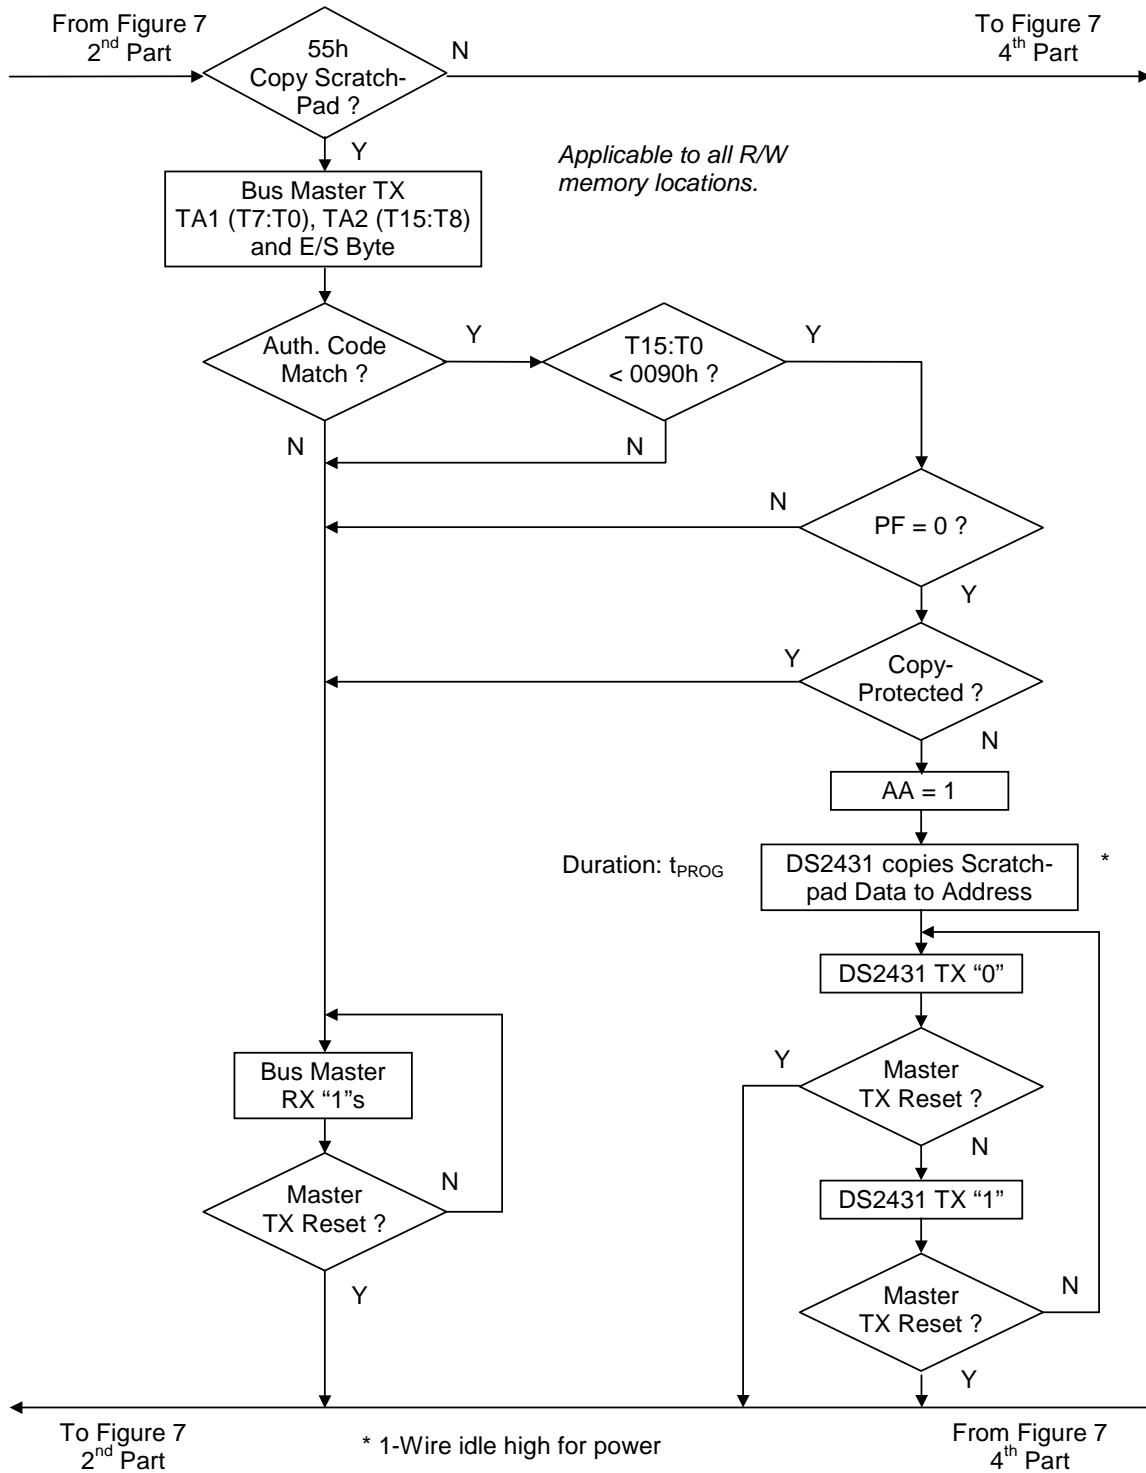 From Figure 7
2nd Part
55h
Copy Scratch-
Pad ?
N
To Figure 7
4th Part
Y
Applicable to all R/W
memory locations.
Bus Master TX
TA1 (T7:T0), TA2 (T15:T8)
and E/S Byte
Auth. Code
Match ?
Y
T15:T0
< 0090h ?
Y
N
N
N
PF = 0 ?
Y
Y
Copy-
Protected ?
N
AA = 1
Duration: tPROG
DS2431 copies Scratch-
pad Data to Address
*
DS2431 TX “0”
Y
Master
TX Reset ?
N
Bus Master
RX “1”s
DS2431 TX “1”
Master
TX Reset ?
N
Y
Master
TX Reset ?
N
Y
To Figure 7
2nd Part
* 1-Wire idle high for power
From Figure 7
4th Part